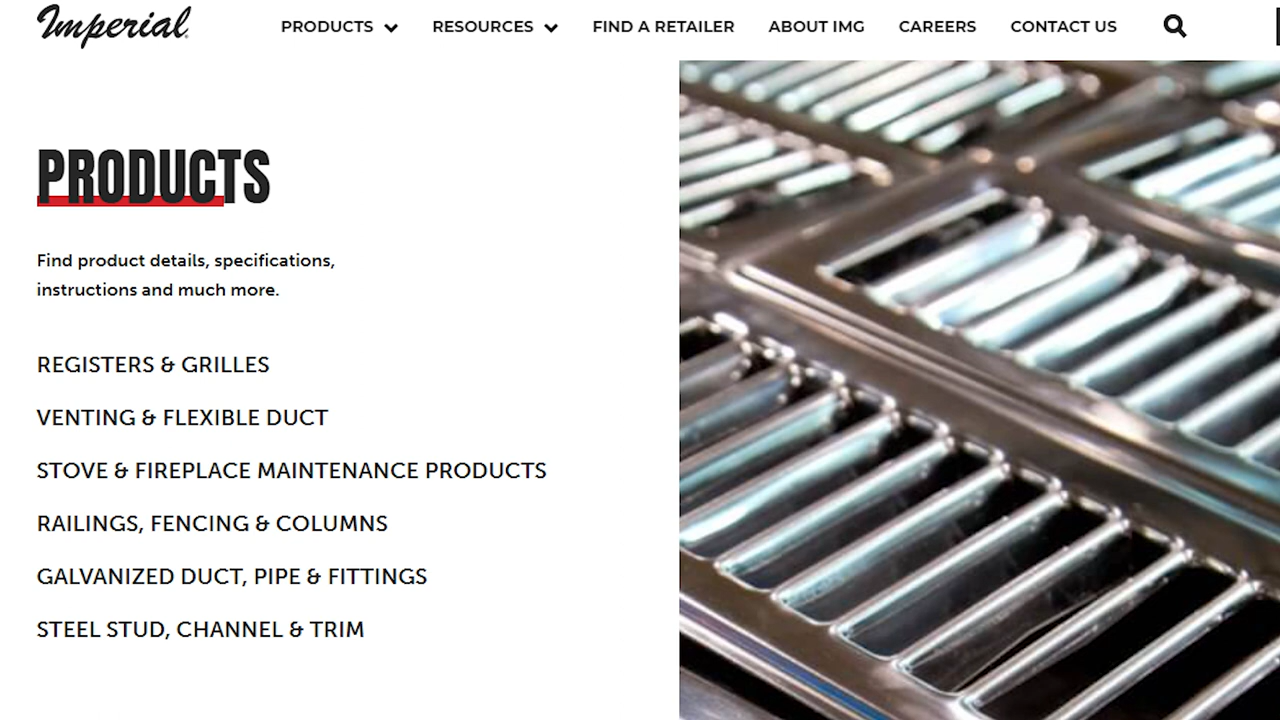 Imperial
PRODUCTS
RESOURCES
FIND A RETAILER
ABOUT IMG
CAREERS
CONTACT US
PRODUCTS
Find product details, specifications,
instructions and much more.
REGISTERS & GRILLES
VENTING & FLEXIBLE DUCT
STOVE & FIREPLACE MAINTENANCE PRODUCTS
RAILINGS, FENCING & COLUMNS
GALVANIZED DUCT, PIPE & FITTINGS
STEEL STUD, CHANNEL & TRIM